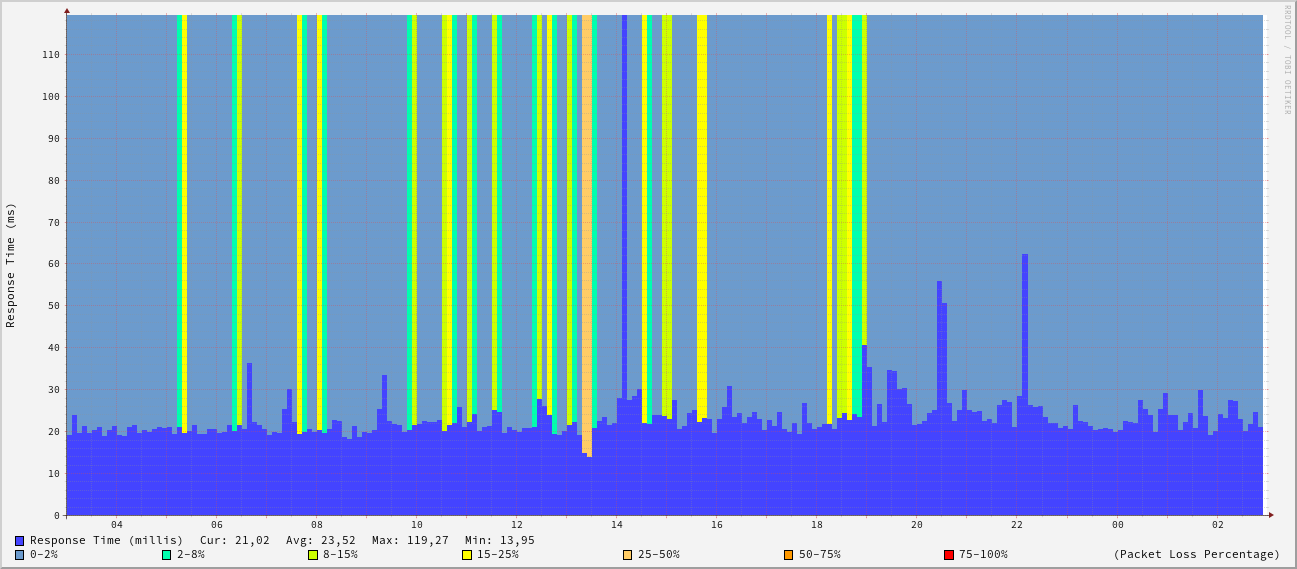 RRDTOOL / TOBI OETIKER
Response Time (ms)
110
100
90
80
70
60
50
40
30
20
10
0
04 06 08 10 12 14 16 18 20 22 00 02
Response Time (millis) Cur: 21,02 Avg: 23,52 Max: 119,27 Min: 13,95
0-2% 2-8% 8-15% 15-25% 25-50% 50-75% 75-100% (Packet Loss Percentage)